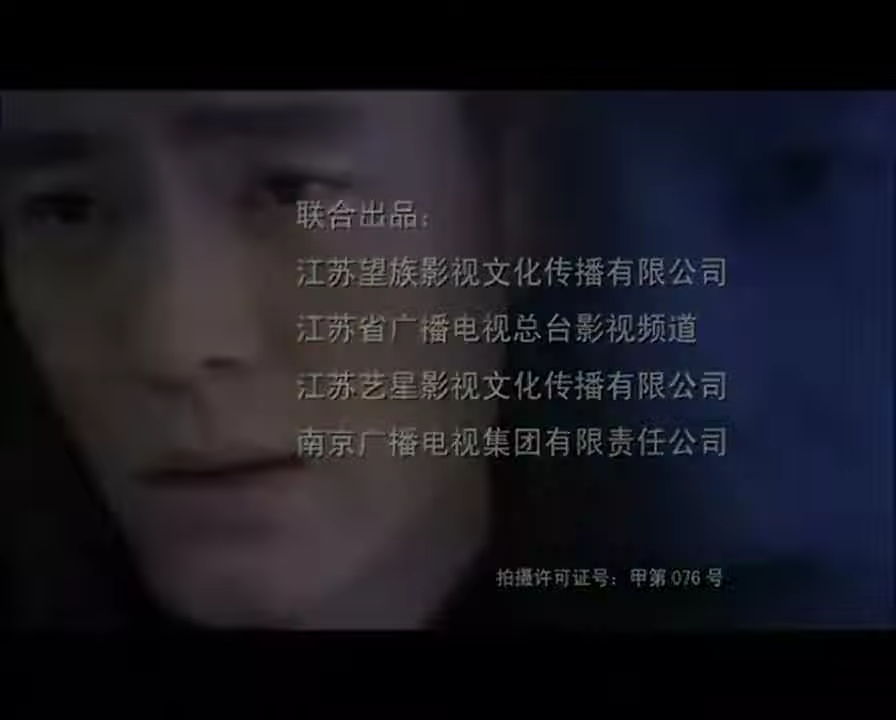 联合出品:
江苏望族影视文化传播有限公司
江苏省广播电视总台影视频道
江苏艺星影视文化传播有限公司
南京广播电视集团有限责任公司
拍摄许可证号: 甲第 076 号